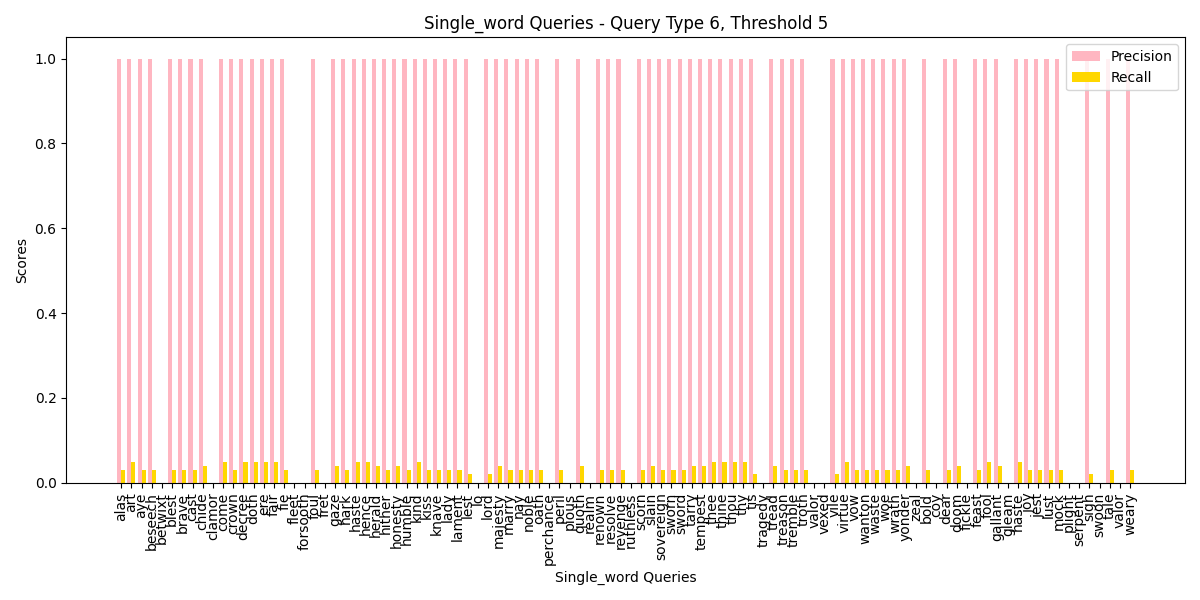 Single_word Queries - Query Type 6, Threshold 5
Precision
Recall
Scores
1.0
0.8
0.6
0.4
0.2
0.0
alas
art
aye
beseech
betwixt
blest
brave
cast
chide
clamor
come
crown
decree
doth
ere
fair
fie
fleet
forsooth
foul
fret
gaze
hark
haste
hence
herald
hither
honesty
humble
kind
kiss
knave
lady
lament
lest
lo
lord
majesty
marry
nay
noble
oath
perchance
peril
pious
quoth
realm
renown
resolve
revenge
ruthless
scorn
slain
sovereign
sworn
sword
tarry
tempest
thee
thine
thou
thy
tis
tragedy
tread
treason
tremble
troth
valor
vexed
vile
virtue
vow
wanton
waste
woe
wrath
yonder
zeal
bold
coy
dear
doom
fickle
feast
fool
gallant
gleam
haste
joy
jest
lust
mock
plight
serpent
sigh
swoon
tale
vain
weary
Single_word Queries